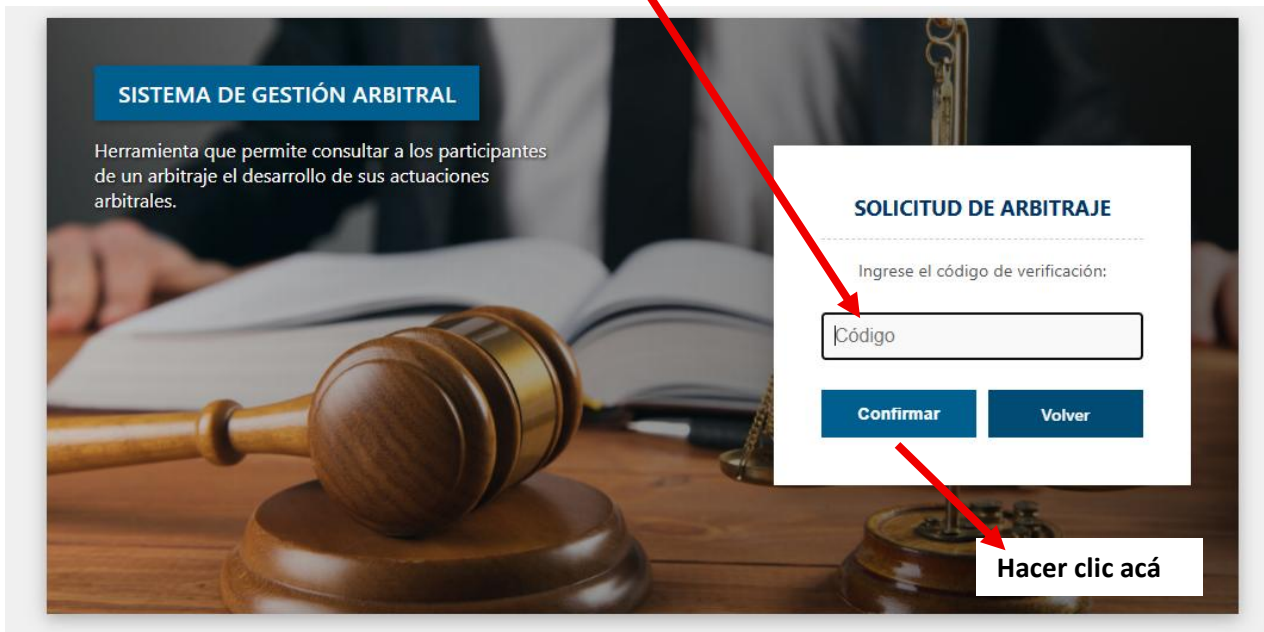 SISTEMA DE GESTIÓN ARBITRAL
Herramienta que permite consultar a los participantes
de un arbitraje el desarrollo de sus actuaciones
arbitrales.
SOLICITUD DE ARBITRAJE
Ingrese el código de verificación:
Código
Confirmar
Volver
Hacer clic acá